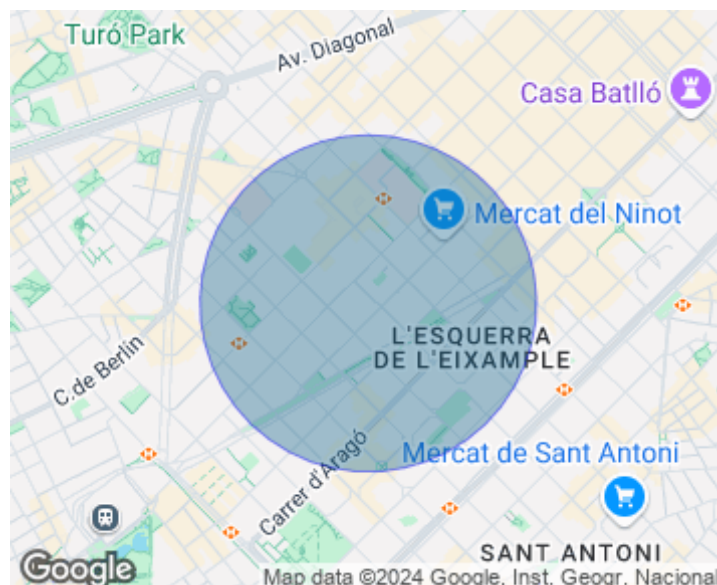 Turó Park
Av. Diagonal
Casa Batlló
Mercat del Ninot
L'ESQUERRA
DE L'EIXAMPLE
C.de Berlin
Carrer d'Aragó
Mercat de Sant Antoni
SANT ANTONI
Google
Map data ©2024 Google, Inst. Geogr. Nacional